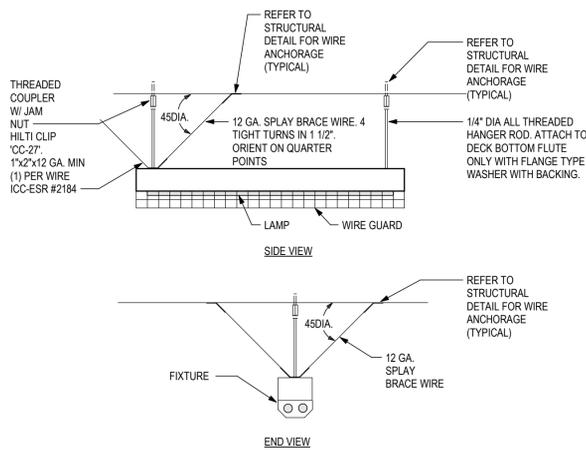 REFER TO
STRUCTURAL
DETAIL FOR WIRE
ANCHORAGE
(TYPICAL)
REFER TO
STRUCTURAL
DETAIL FOR WIRE
ANCHORAGE
(TYPICAL)
THREADED
COUPLER
W/ JAM
NUT
HILTI CLIP
'CC-27'.
1"x2"x12 GA. MIN
(1) PER WIRE
ICC-ESR #2184
45DIA.
12 GA. SPLAY BRACE WIRE. 4
TIGHT TURNS IN 1 1/2".
ORIENT ON QUARTER
POINTS
1/4" DIA ALL THREADED
HANGER ROD. ATTACH TO
DECK BOTTOM FLUTE
ONLY WITH FLANGE TYPE
WASHER WITH BACKING.
LAMP
WIRE GUARD
SIDE VIEW
REFER TO
STRUCTURAL
DETAIL FOR WIRE
ANCHORAGE
(TYPICAL)
45DIA.
12 GA.
SPLAY
BRACE WIRE
FIXTURE
END VIEW